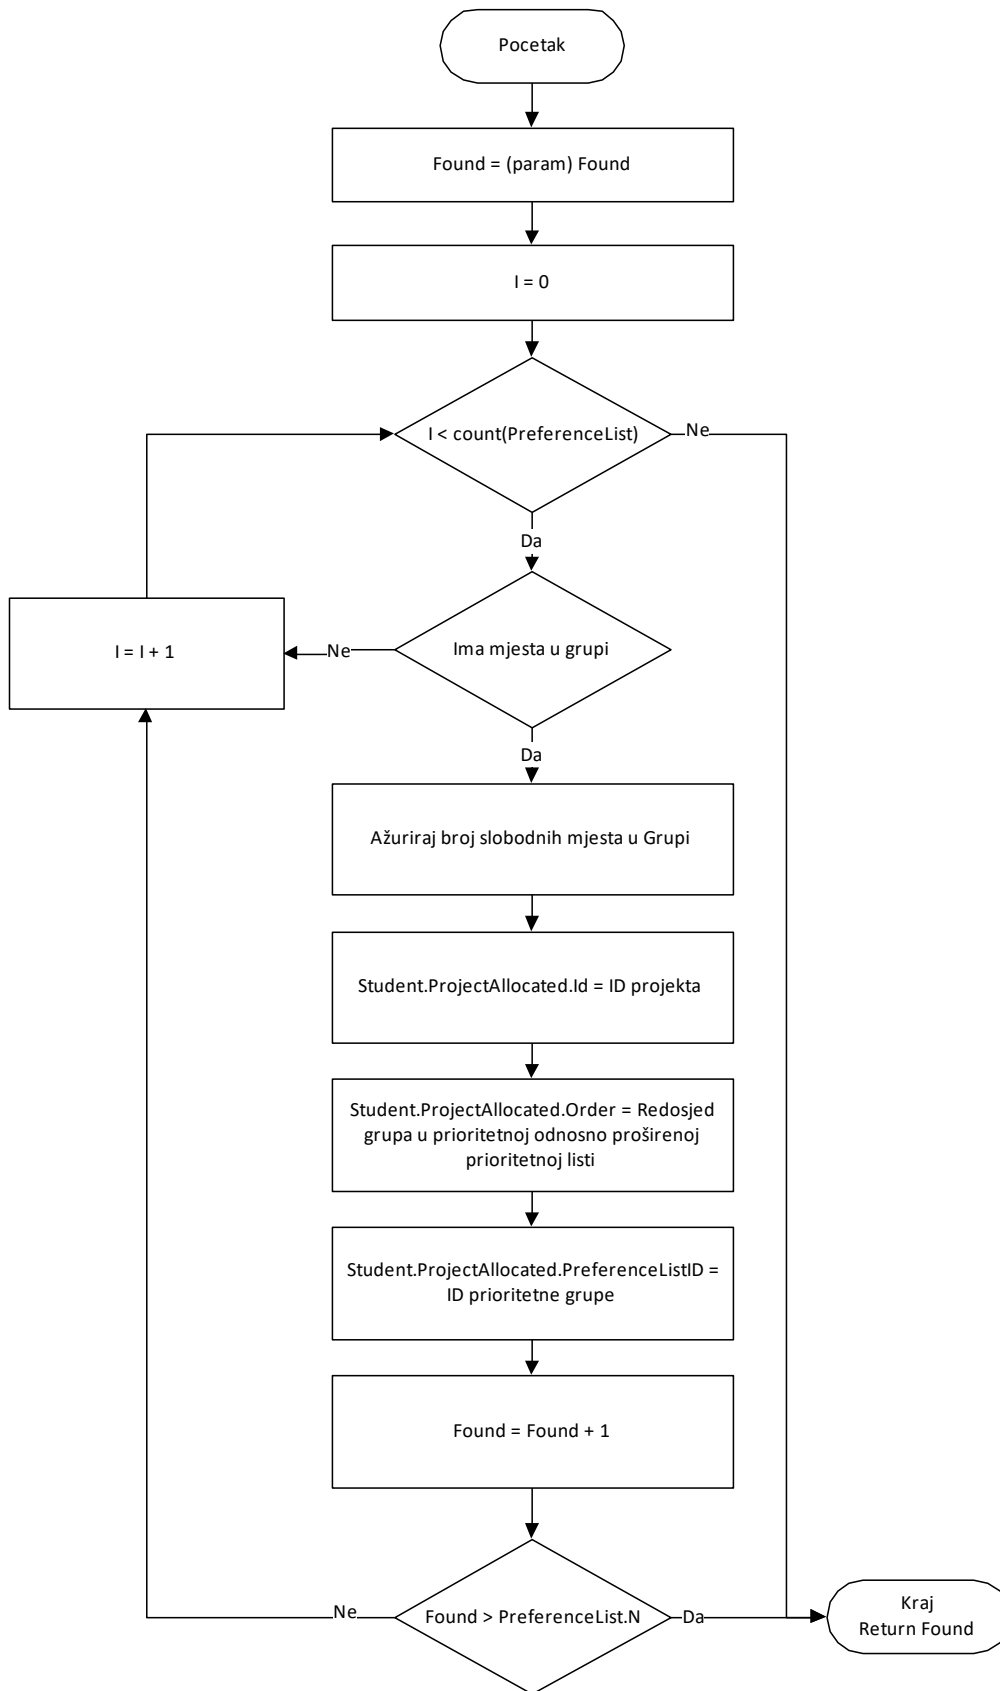 Pocetak
Found = (param) Found
I = 0
I < count(PreferenceList)
Ne
Da
I = I + 1
Ne
Ima mjesta u grupi
Da
Ažuriraj broj slobodnih mjesta u Grupi
Student.ProjectAllocated.Id = ID projekta
Student.ProjectAllocated.Order = Redosjed
grupa u prioritetnoj odnosno proširenoj
prioritetnoj listi
Student.ProjectAllocated.PreferenceListID =
ID prioritetne grupe
Found = Found + 1
Ne
Found > PreferenceList.N
Da
Kraj
Return Found